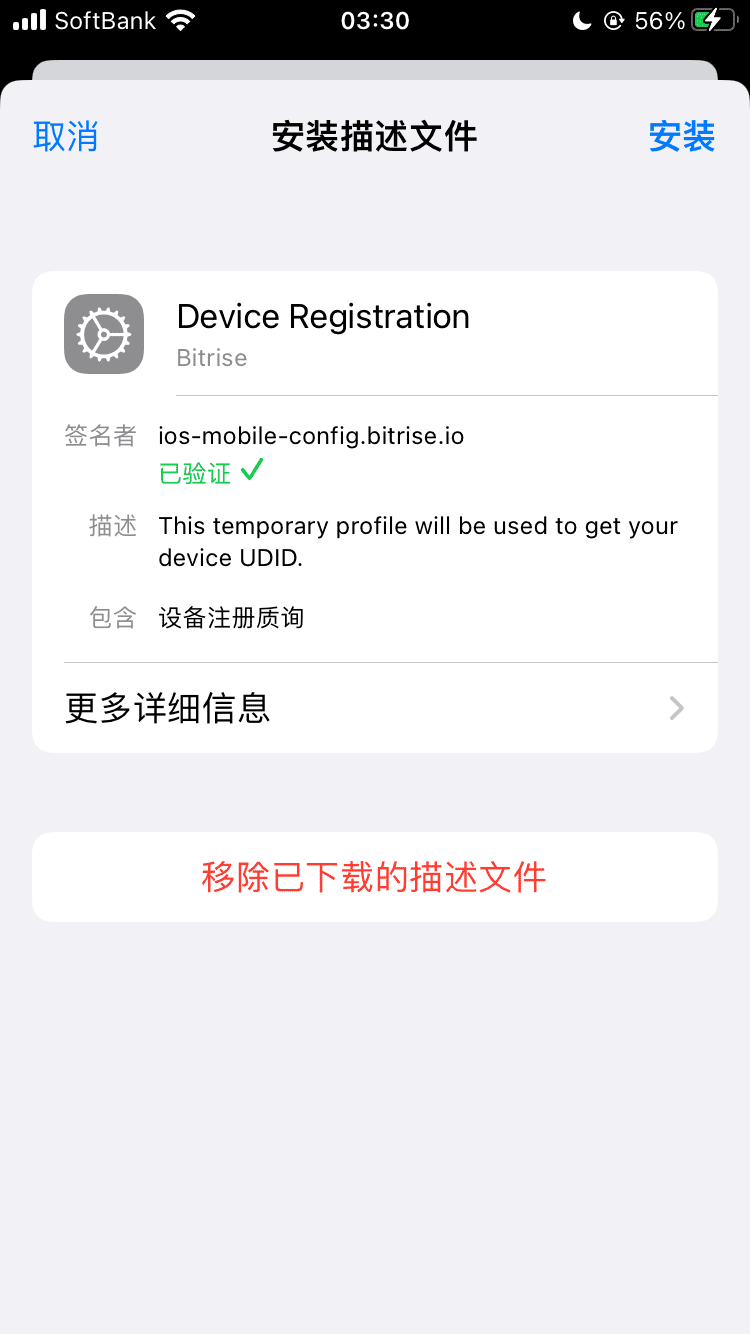 SoftBank 03:30 56%
取消 安装描述文件 安装
Device Registration
Bitrise
签名者 ios-mobile-config.bitrise.io
已验证
描述 This temporary profile will be used to get your
device UDID.
包含 设备注册质询
更多详细信息
移除已下载的描述文件